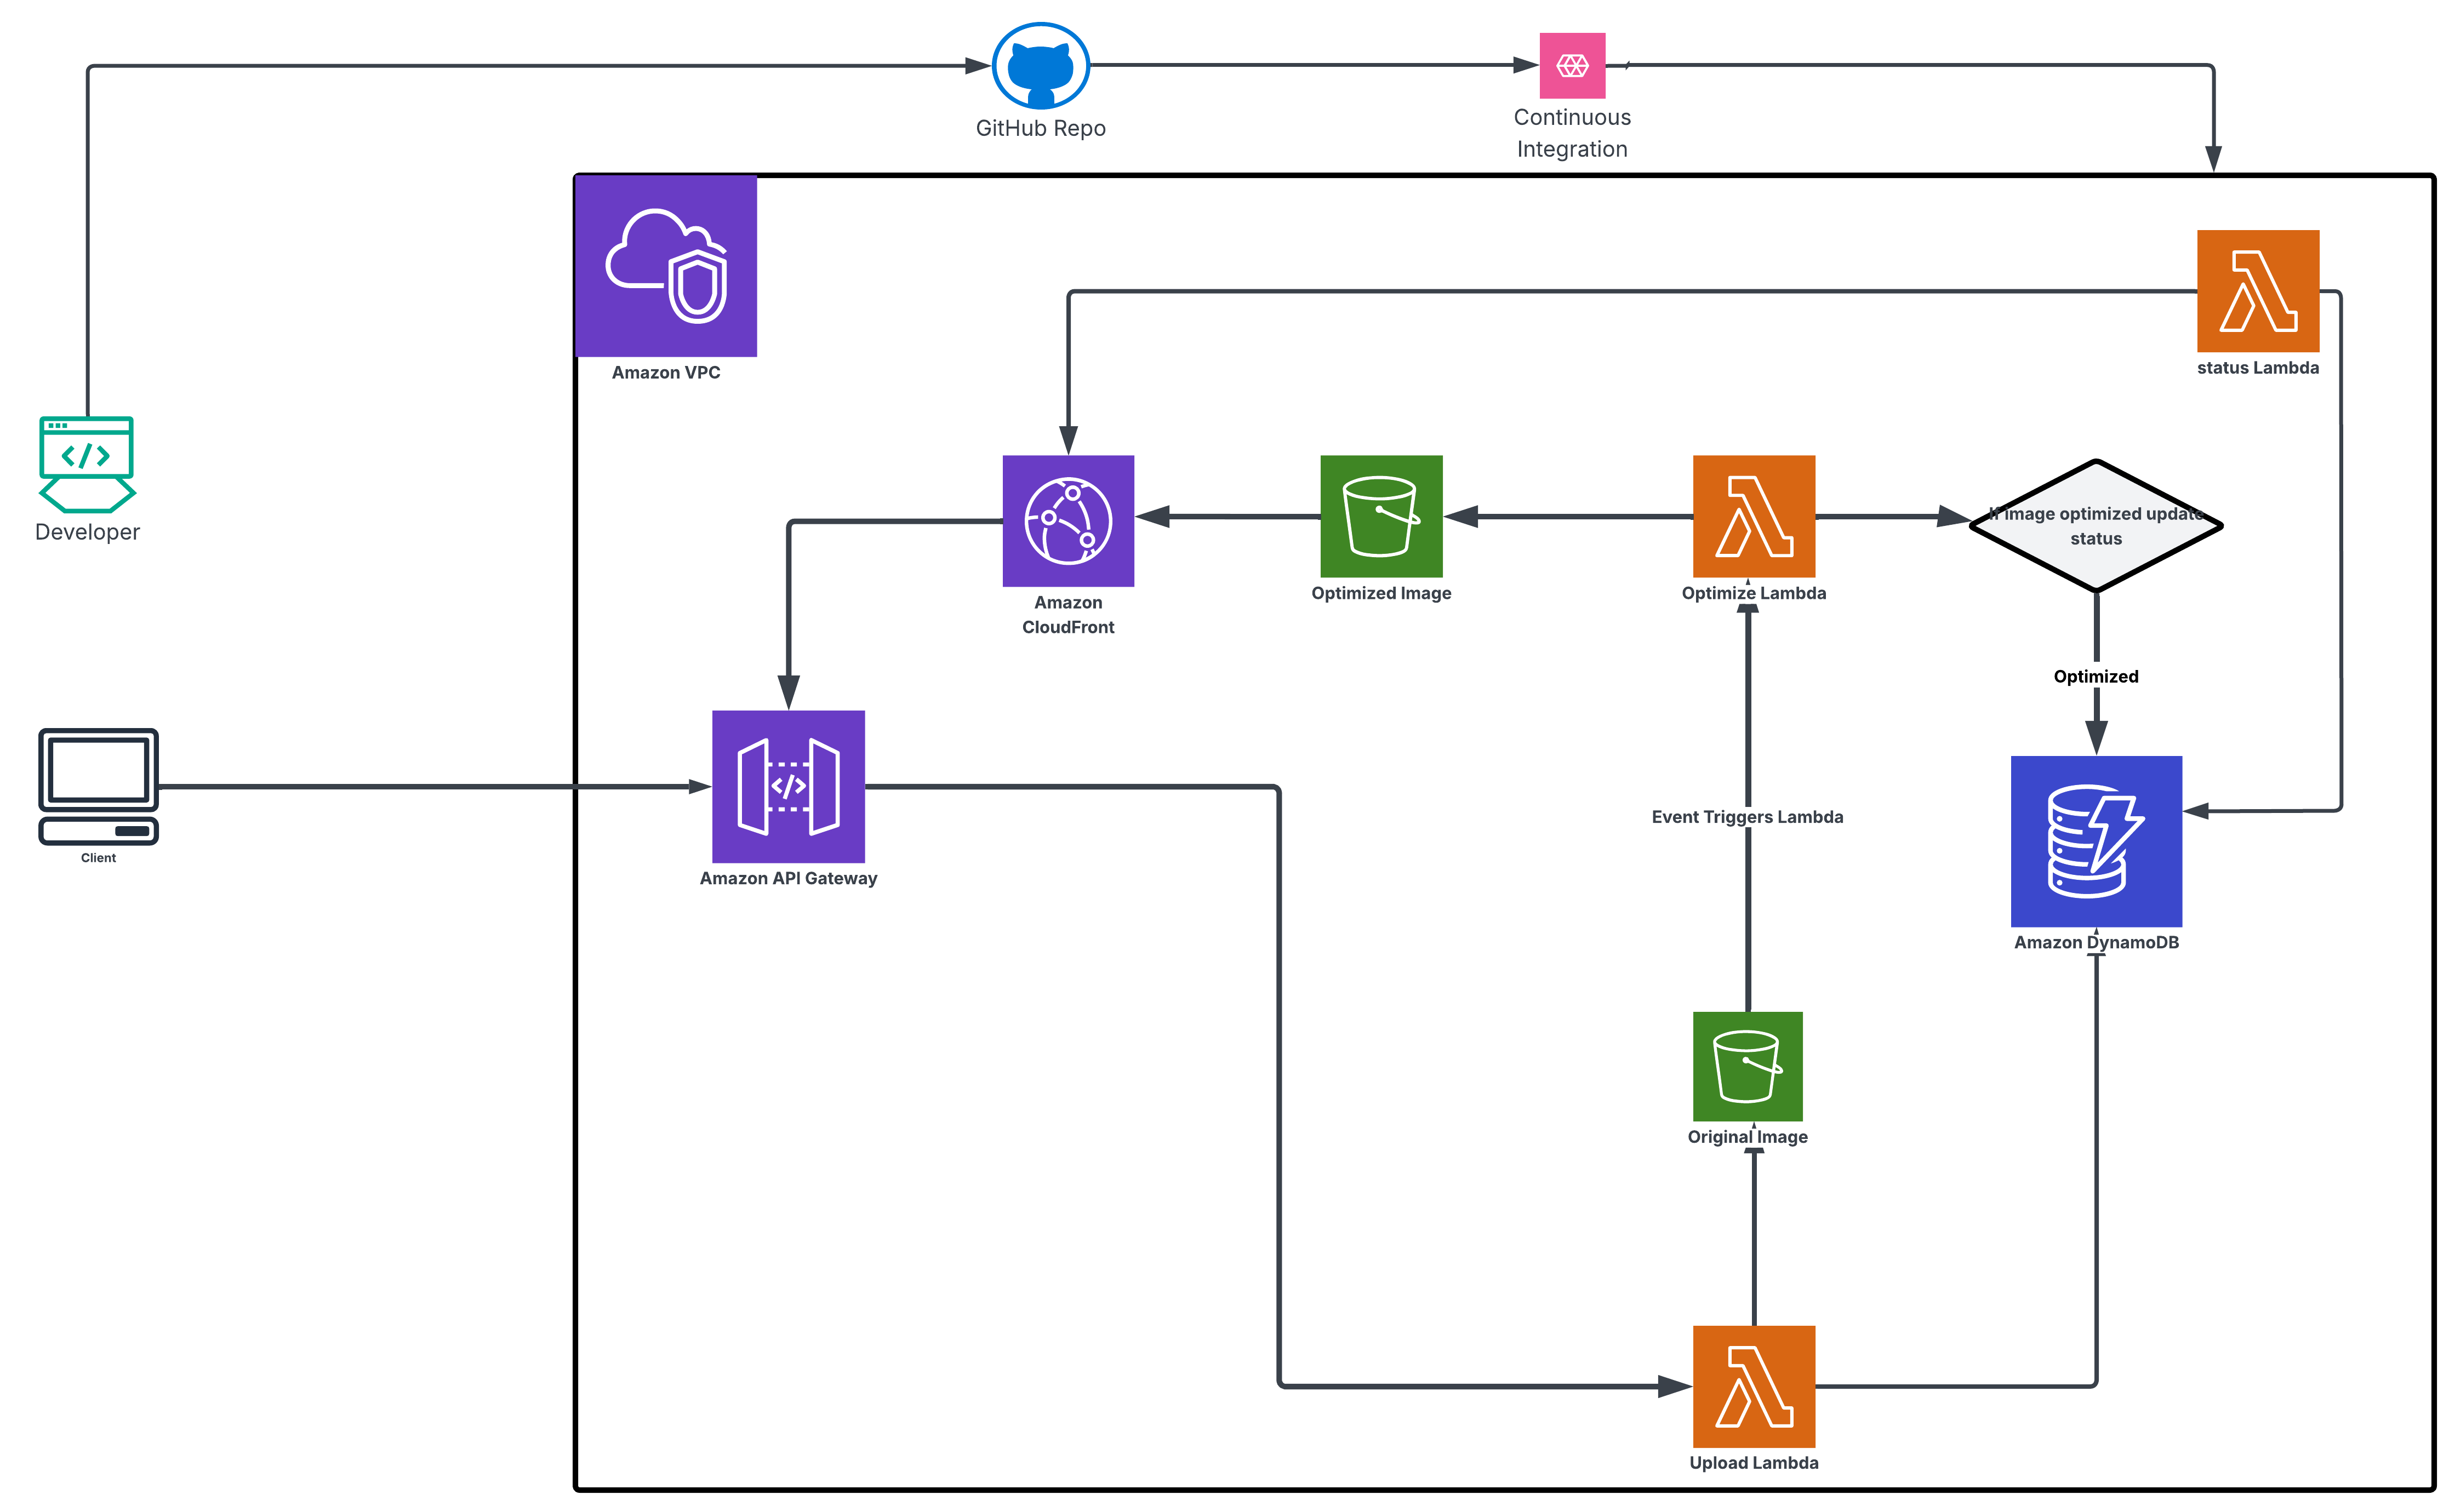 GitHub Repo
Continuous
Integration
Amazon VPC
status Lambda
Developer
If image optimized update
status
Amazon
CloudFront
Optimized Image
Optimize Lambda
Optimized
Event Triggers Lambda
Client
Amazon API Gateway
Amazon DynamoDB
Original Image
Upload Lambda